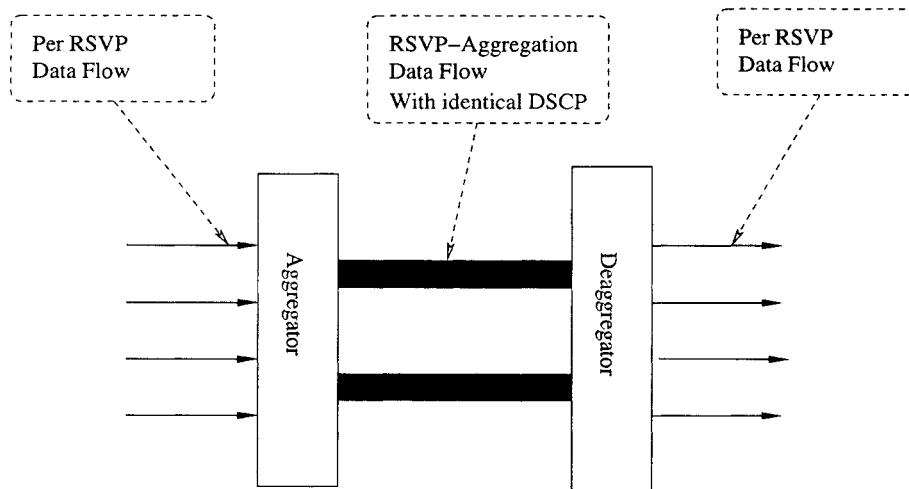 Per RSVP
Data Flow
RSVP−Aggregation
Data Flow
With identical DSCP
Per RSVP
Data Flow
Aggregator
Deaggregator